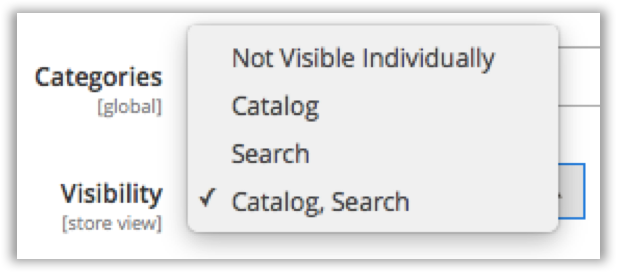 Not Visible Individually
Categories
[global]
Catalog
Search
Visibility
[store view]
✓ Catalog, Search